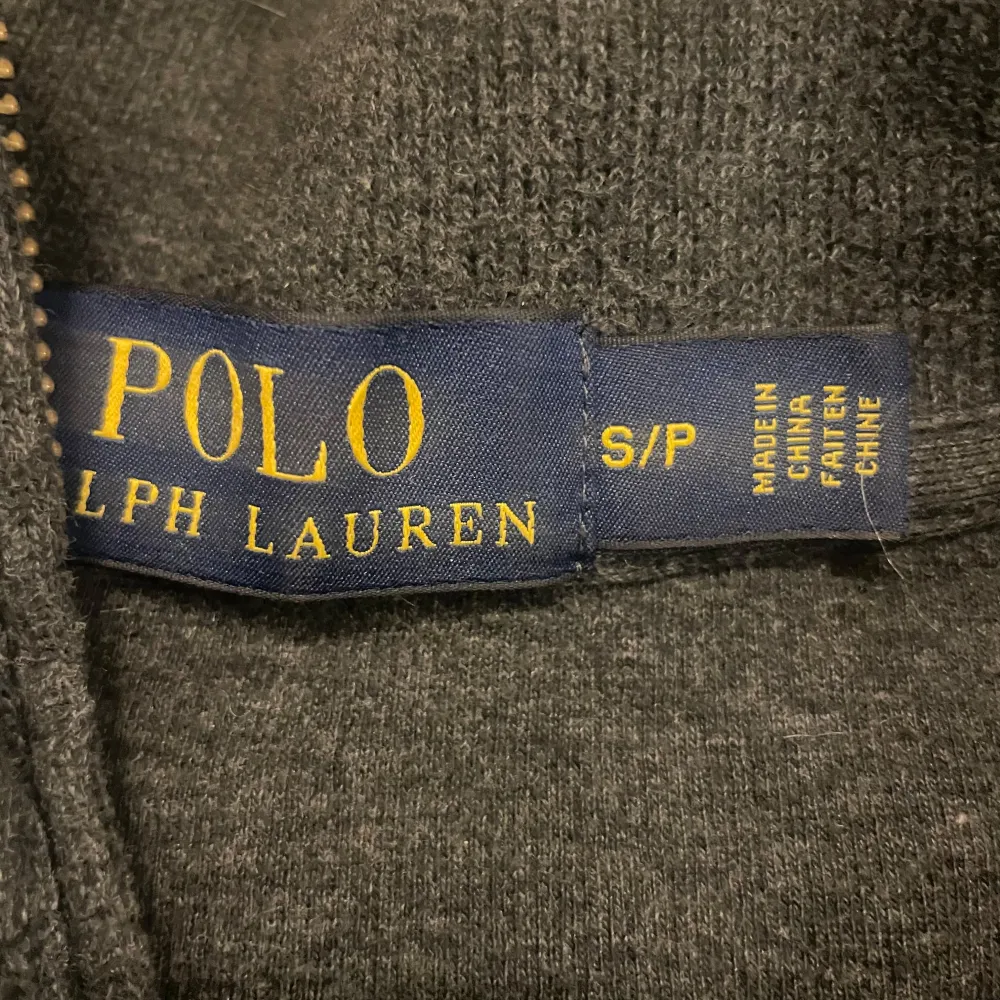 POLO
LPH LAUREN
S/P
MADE IN
CHINA
FAIT EN
CHINE